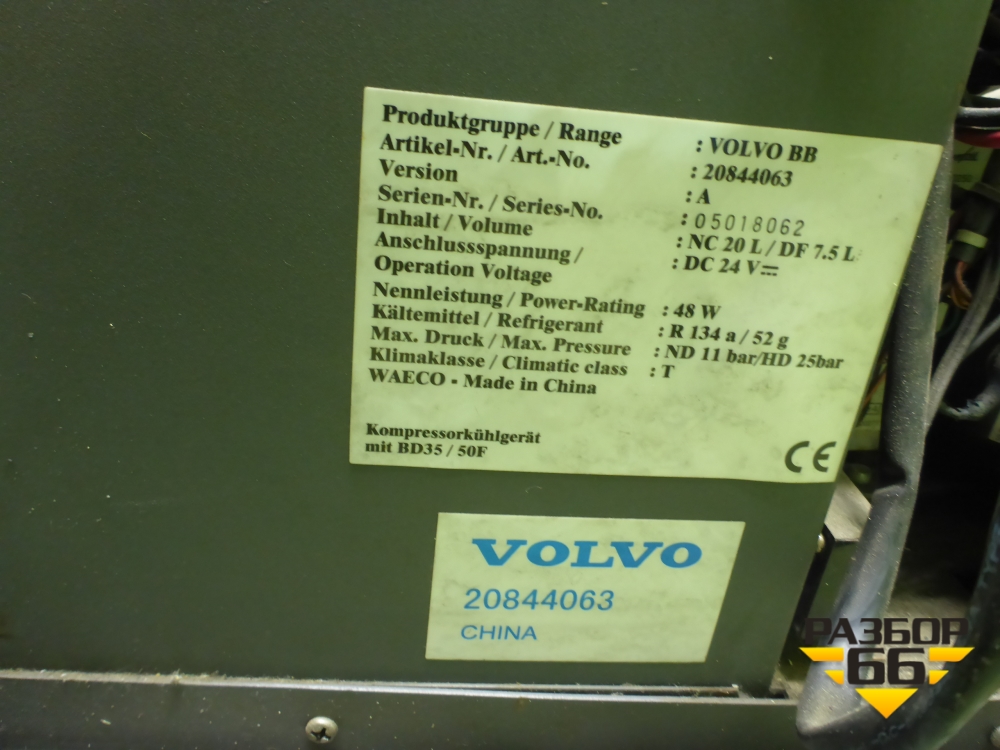 Produktgruppe / Range : VOLVO BB
Artikel-Nr. / Art.-No. : 20844063
Version : A
Serien-Nr. / Series-No. : 05018062
Inhalt / Volume : NC 20 L / DF 7.5 L
Anschlussspannung / : DC 24 V
Operation Voltage
Nennleistung / Power-Rating : 48 W
Kältemittel / Refrigerant : R 134 a / 52 g
Max. Druck / Max. Pressure : ND 11 bar/HD 25bar
Klimaklasse / Climatic class : T
WAECO - Made in China
Kompressorkühlgerät
mit BD35 / 50F
CE
VOLVO
20844063
CHINA
РАЗБОР
66